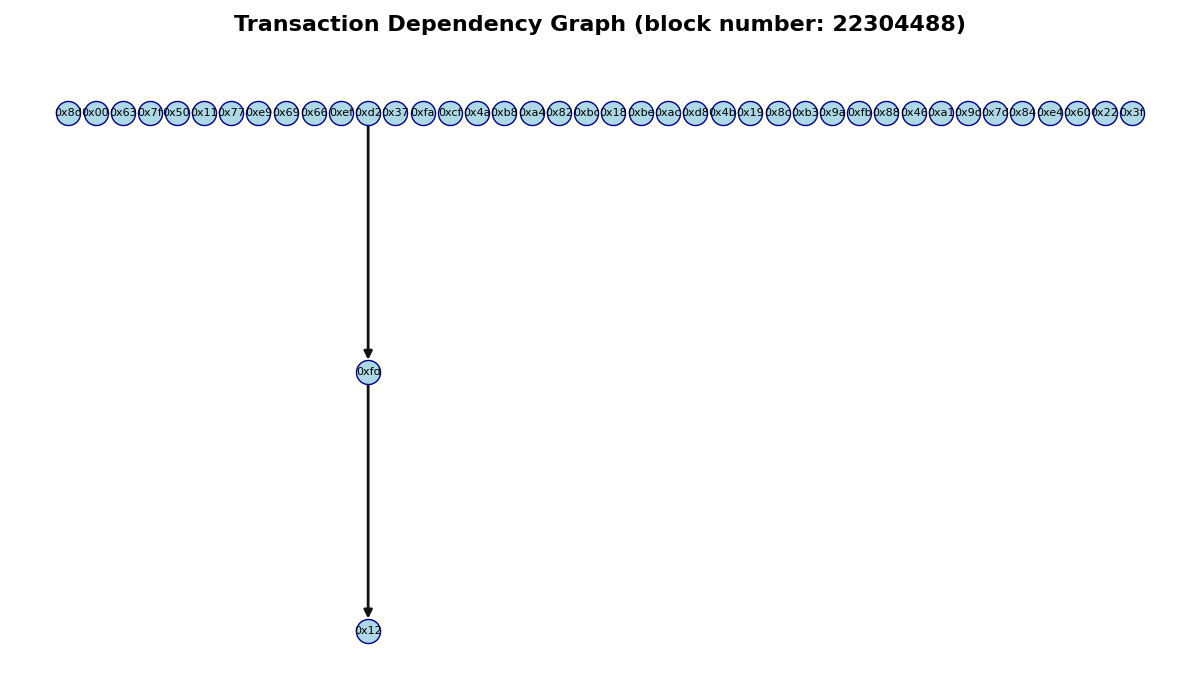 Transaction Dependency Graph (block number: 22304488)
0x8d 0x00 0x63 0x7f 0x50 0x11 0x77 0xe9 0x69 0x66 0xef 0xd2 0x37 0xfa 0xcf 0x4a 0xb8 0xa4 0x82 0xbc 0x18 0xbe 0xac 0xd8 0x4b 0x19 0x8c 0xb3 0x9a 0xfb 0x88 0x46 0xa1 0x9d 0x7d 0x84 0xe4 0x60 0x22 0x3f
0xfd
0x12